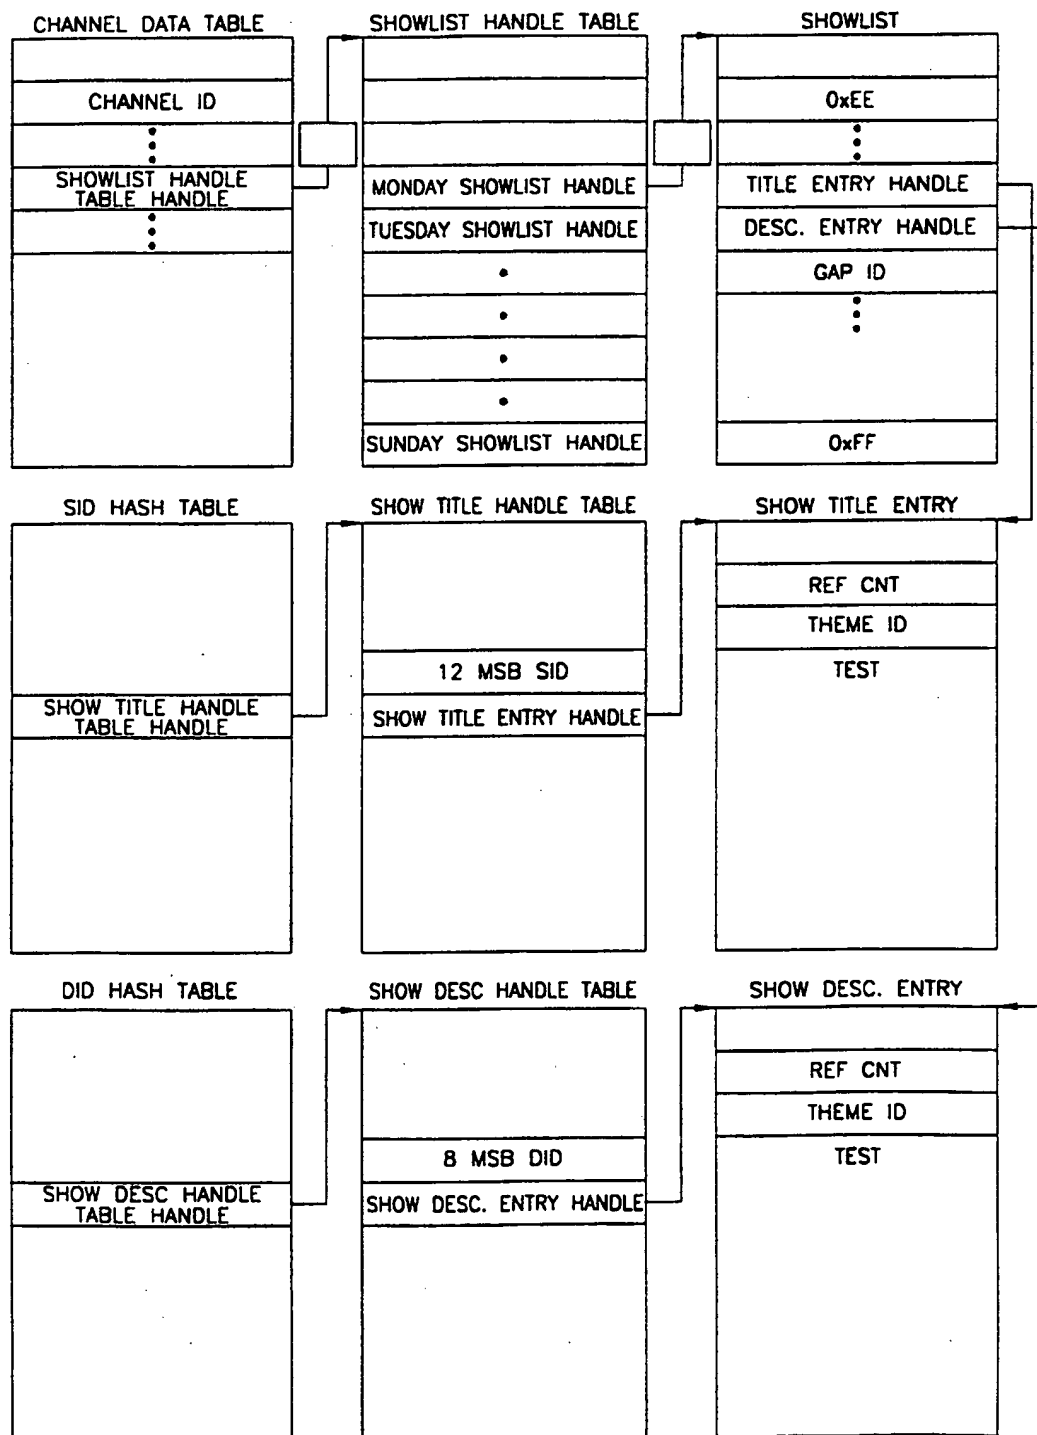 CHANNEL DATA TABLE
CHANNEL ID
SHOWLIST HANDLE
TABLE HANDLE
SHOWLIST HANDLE TABLE
MONDAY SHOWLIST HANDLE
TUESDAY SHOWLIST HANDLE
SUNDAY SHOWLIST HANDLE
SHOWLIST
0xEE
TITLE ENTRY HANDLE
DESC. ENTRY HANDLE
GAP ID
0xFF
SID HASH TABLE
SHOW TITLE HANDLE
TABLE HANDLE
SHOW TITLE HANDLE TABLE
12 MSB SID
SHOW TITLE ENTRY HANDLE
SHOW TITLE ENTRY
REF CNT
THEME ID
TEST
DID HASH TABLE
SHOW DESC HANDLE
TABLE HANDLE
SHOW DESC HANDLE TABLE
8 MSB DID
SHOW DESC. ENTRY HANDLE
SHOW DESC. ENTRY
REF CNT
THEME ID
TEST